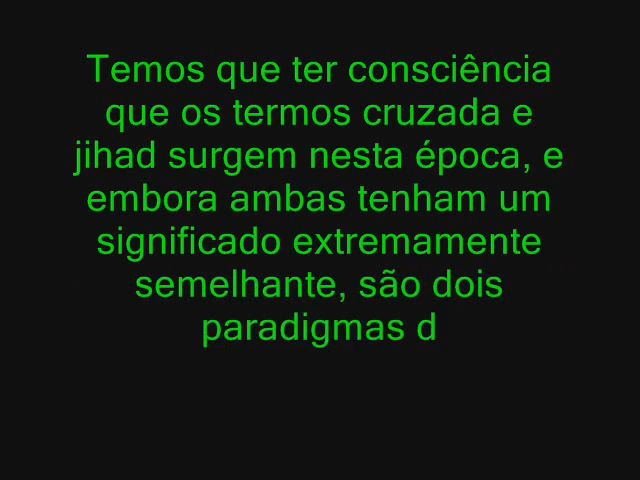 Temos que ter consciência
que os termos cruzada e
jihad surgem nesta época, e
embora ambas tenham um
significado extremamente
semelhante, são dois
paradigmas d